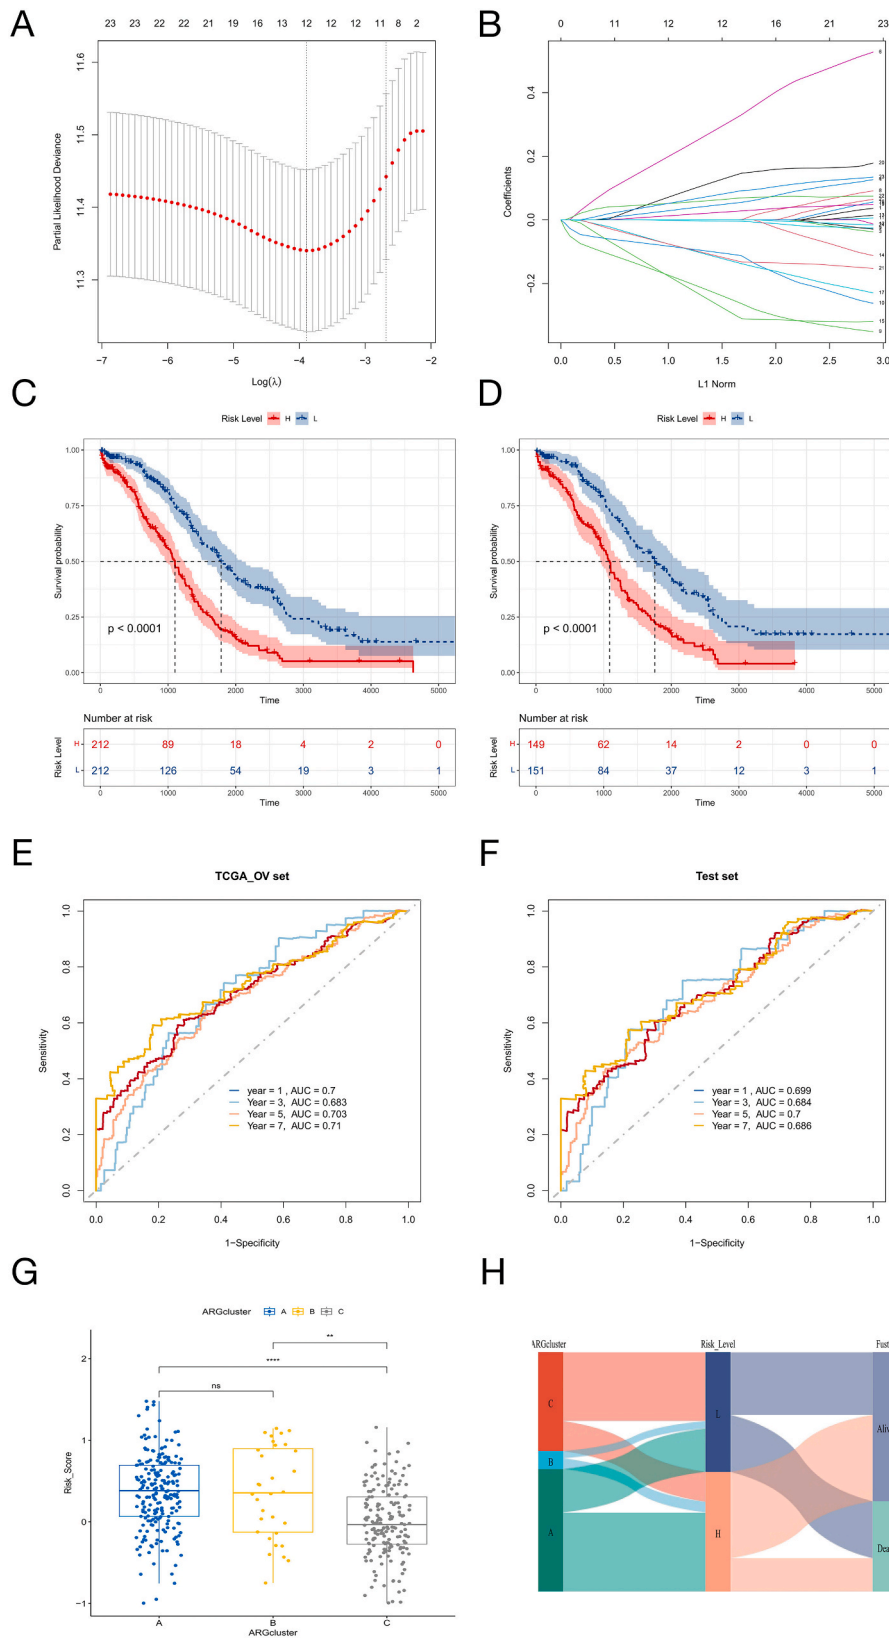 A
23 23 22 22 21 19 16 13 12 12 12 11 8 2
11.6
11.5
11.4
11.3
Partial Likelihood Deviance
−7 −6 −5 −4 −3 −2
Log(λ)
B
0 11 12 16 21 23
0.4
0.2
0.0
−0.2
Coefficients
6
20
14
21
17
10
15
0.0 0.5 1.0 1.5 2.0 2.5 3.0
L1 Norm
C
Risk Level H L
1.00
0.75
0.50
0.25
0.00
Survival probability
p < 0.0001
0 1000 2000 3000 4000 5000
Time
Number at risk
Risk Level
H 212 89 18 4 2 0
L 212 126 54 19 3 1
0 1000 2000 3000 4000 5000
Time
D
Risk Level H L
1.00
0.75
0.50
0.25
0.00
Survival probability
p < 0.0001
0 1000 2000 3000 4000 5000
Time
Number at risk
Risk Level
H 149 62 14 2 0 0
L 151 84 37 12 3 1
0 1000 2000 3000 4000 5000
Time
E
TCGA_OV set
1.0
0.8
0.6
0.4
0.2
0.0
Sensitivity
year = 1 , AUC = 0.7
Year = 3, AUC = 0.683
Year = 5, AUC = 0.703
Year = 7, AUC = 0.71
0.0 0.2 0.4 0.6 0.8 1.0
1−Specificity
F
Test set
1.0
0.8
0.6
0.4
0.2
0.0
Sensitivity
year = 1 , AUC = 0.699
Year = 3, AUC = 0.684
Year = 5, AUC = 0.7
Year = 7, AUC = 0.686
0.0 0.2 0.4 0.6 0.8 1.0
1−Specificity
G
ARGcluster A B C
**
****
ns
2
1
0
−1
Risk_Score
A B C
ARGcluster
H
ARGcluster Risk_Level Fust
C
B
A
L
H
Aliv
Dea